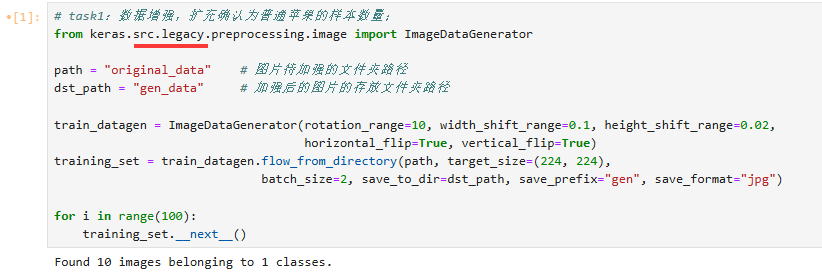 [1]:
# task1：数据增强，扩充确认为普通苹果的样本数量；
from keras.src.legacy.preprocessing.image import ImageDataGenerator
path = "original_data" # 图片待加强的文件夹路径
dst_path = "gen_data" # 加强后的图片的存放文件夹路径
train_datagen = ImageDataGenerator(rotation_range=10, width_shift_range=0.1, height_shift_range=0.02,
horizontal_flip=True, vertical_flip=True)
training_set = train_datagen.flow_from_directory(path, target_size=(224, 224),
batch_size=2, save_to_dir=dst_path, save_prefix="gen", save_format="jpg")
for i in range(100):
training_set.__next__()
Found 10 images belonging to 1 classes.